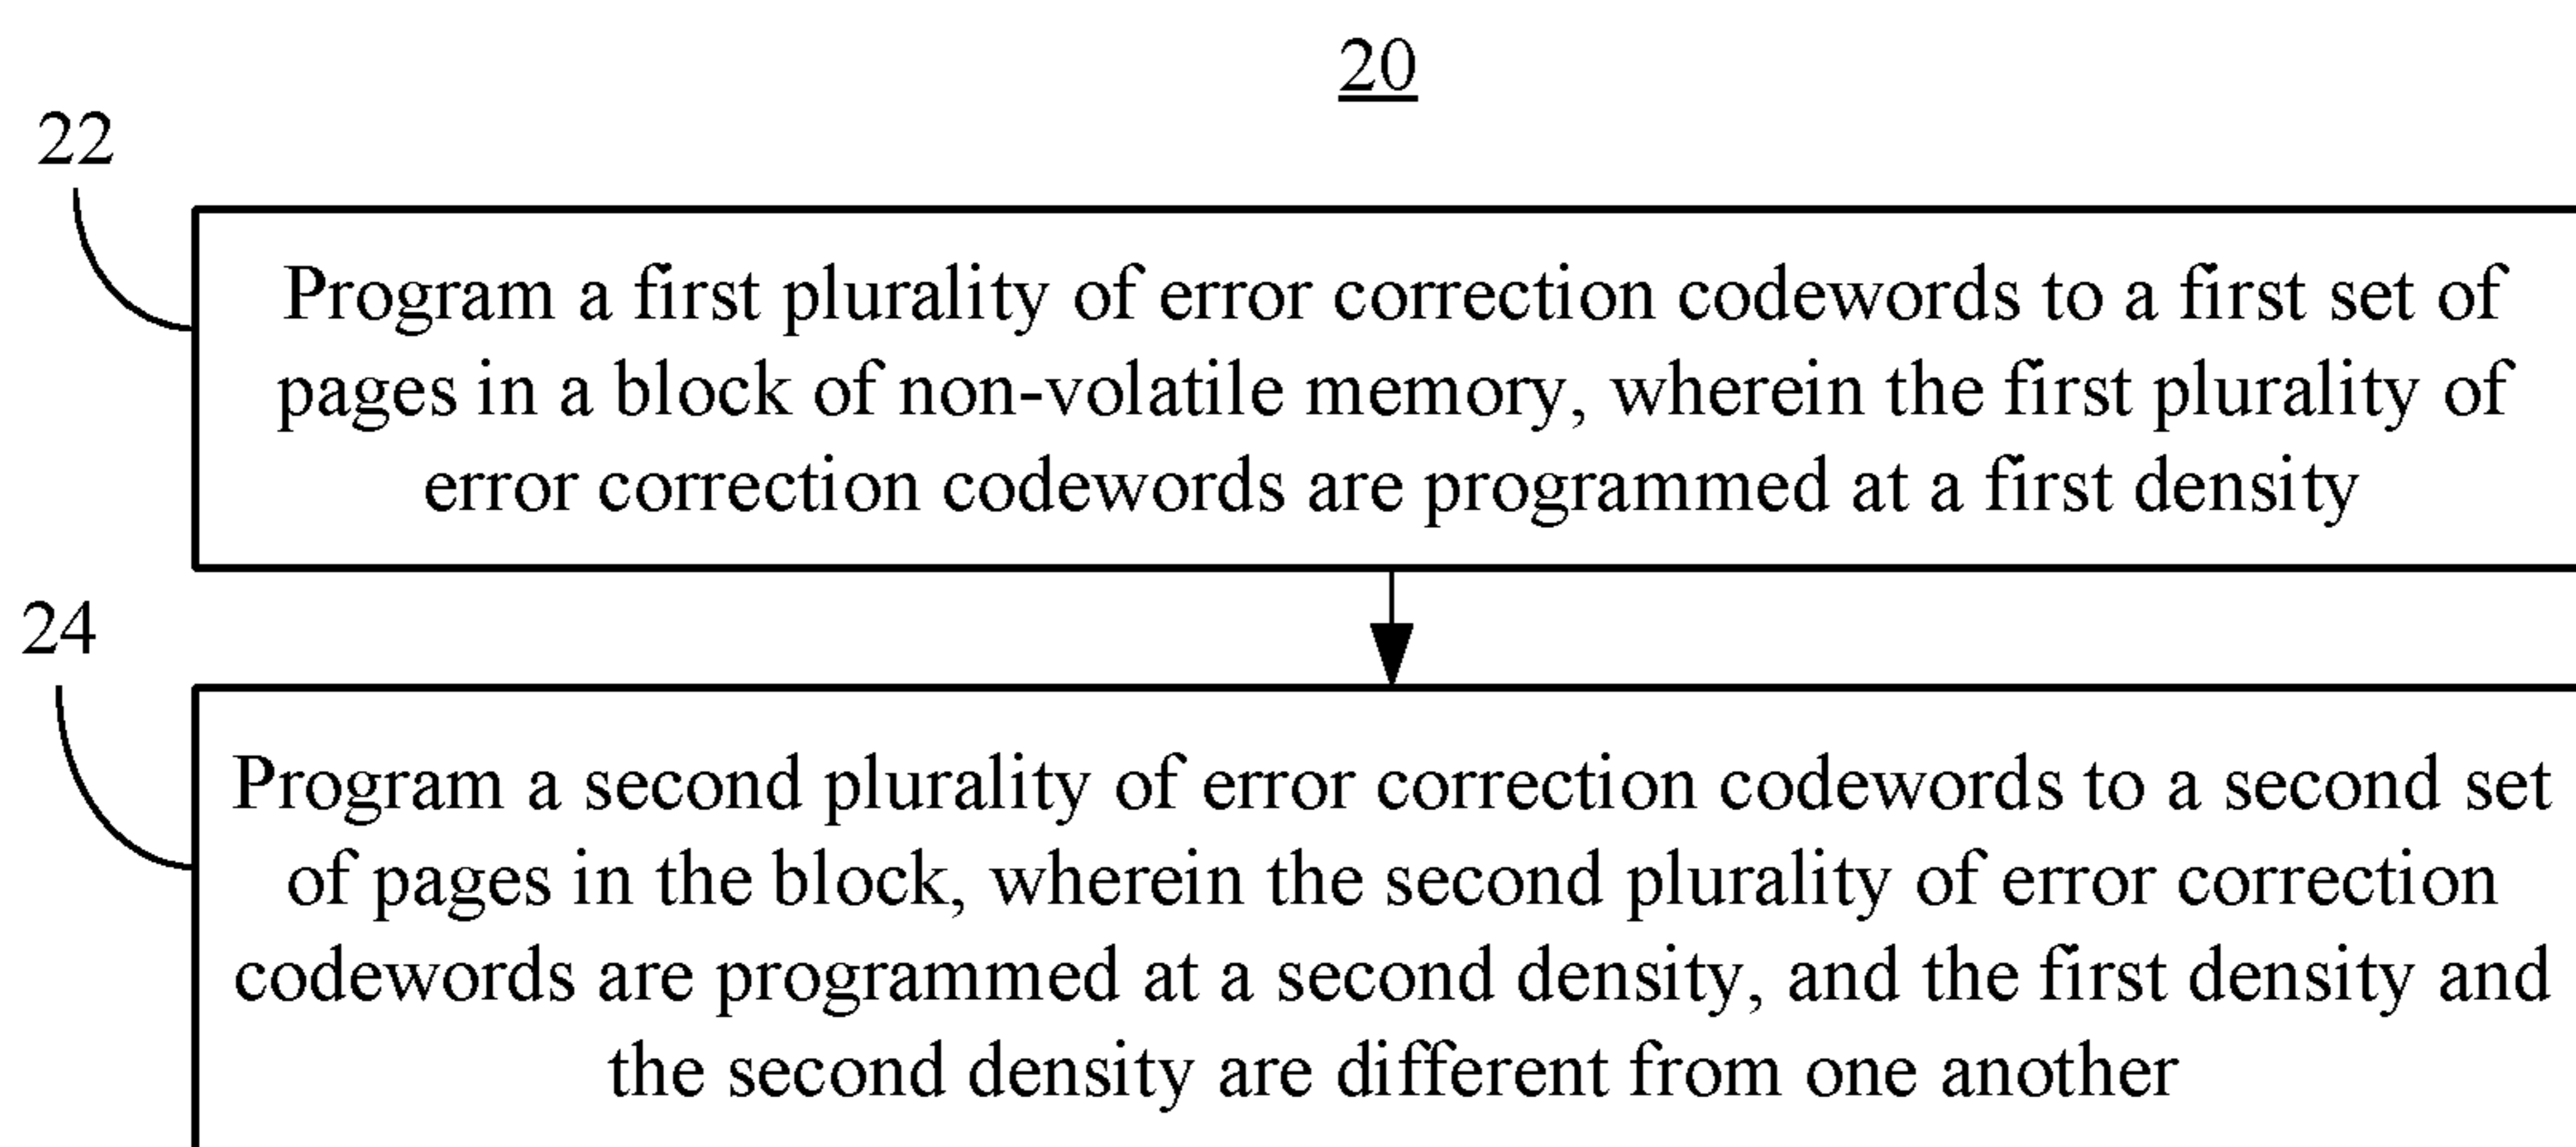 20
22
Program a first plurality of error correction codewords to a first set of
pages in a block of non-volatile memory, wherein the first plurality of
error correction codewords are programmed at a first density
24
Program a second plurality of error correction codewords to a second set
of pages in the block, wherein the second plurality of error correction
codewords are programmed at a second density, and the first density and
the second density are different from one another